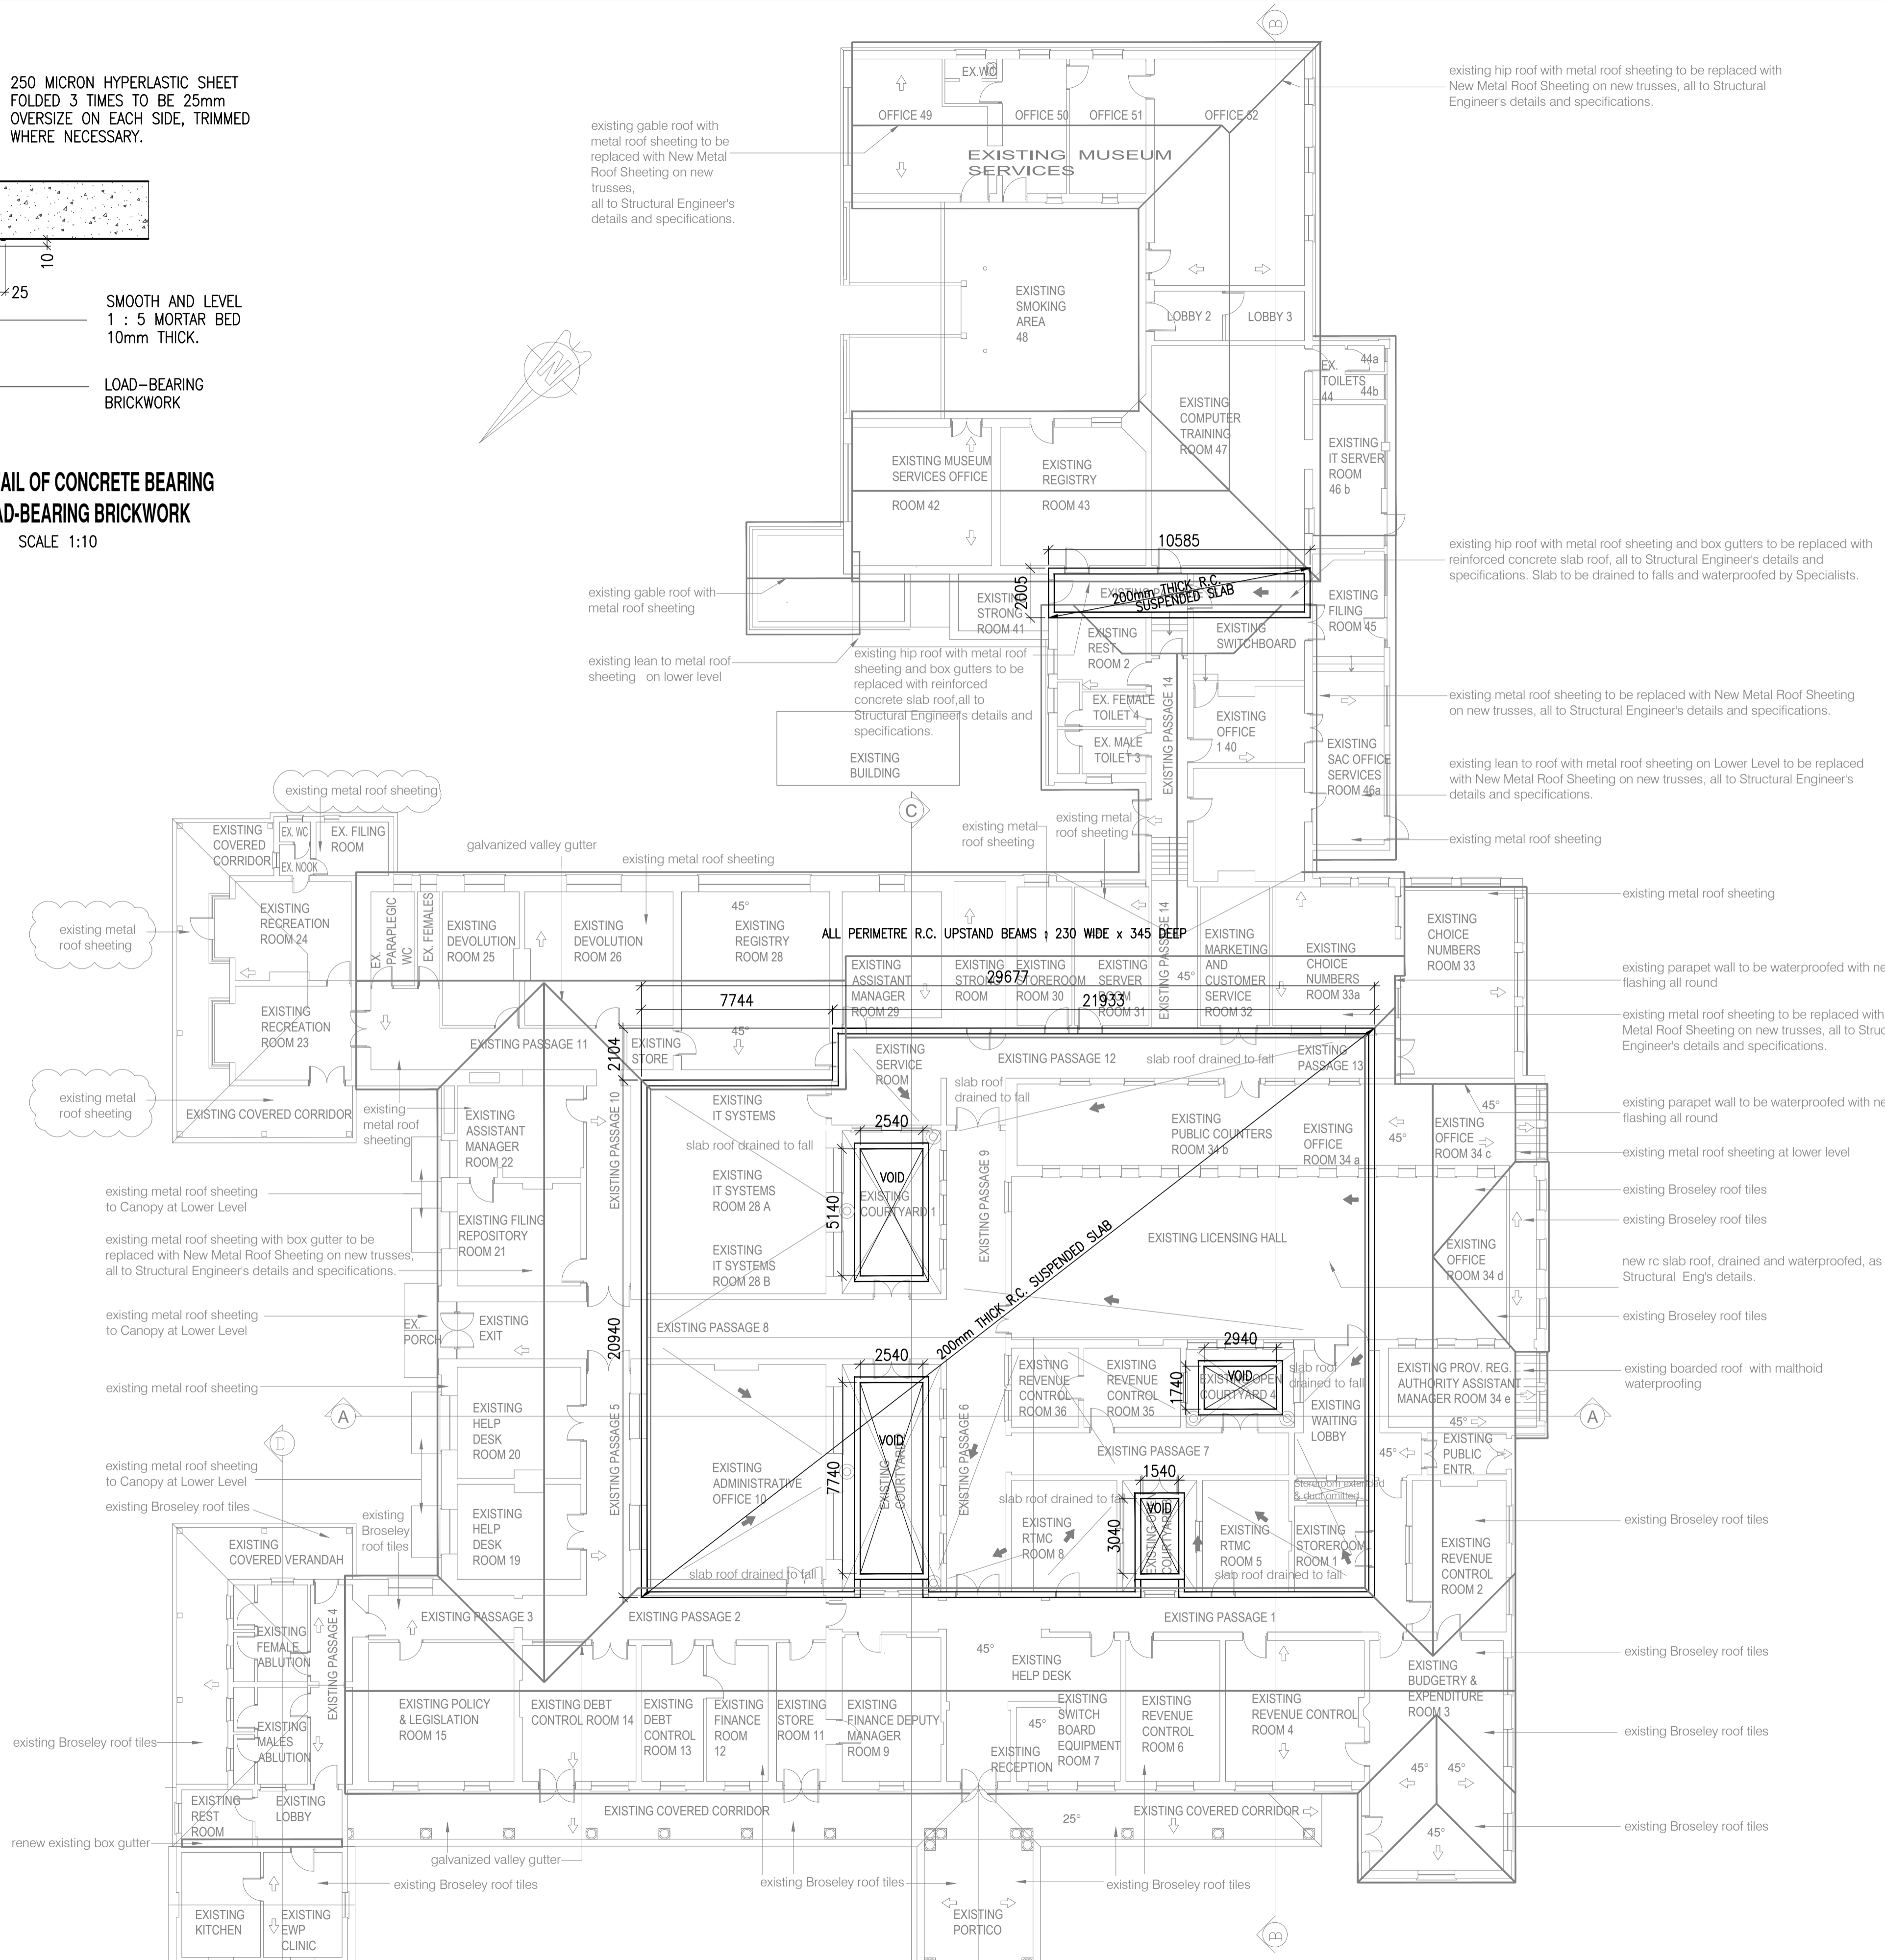 250 MICRON HYPERLASTIC SHEET
FOLDED 3 TIMES TO BE 25mm
OVERSIZE ON EACH SIDE, TRIMMED
WHERE NECESSARY.
10
25
SMOOTH AND LEVEL
1 : 5 MORTAR BED
10mm THICK.
LOAD-BEARING
BRICKWORK
AIL OF CONCRETE BEARING
AD-BEARING BRICKWORK
SCALE 1:10
existing gable roof with
metal roof sheeting to be
replaced with New Metal
Roof Sheeting on new
trusses,
all to Structural Engineer's
details and specifications.
B
EX.WC
OFFICE 49
OFFICE 50
OFFICE 51
OFFICE 52
EXISTING MUSEUM
SERVICES
existing hip roof with metal roof sheeting to be replaced with
New Metal Roof Sheeting on new trusses, all to Structural
Engineer's details and specifications.
EXISTING
SMOKING
AREA
48
LOBBY 2
LOBBY 3
N
EX.
TOILETS
44
44a
44b
EXISTING
COMPUTER
TRAINING
ROOM 47
EXISTING
IT SERVER
ROOM
46 b
EXISTING MUSEUM
SERVICES OFFICE
ROOM 42
EXISTING
REGISTRY
ROOM 43
10585
2005
200mm THICK R.C.
SUSPENDED SLAB
existing hip roof with metal roof sheeting and box gutters to be replaced with
reinforced concrete slab roof, all to Structural Engineer's details and
specifications. Slab to be drained to falls and waterproofed by Specialists.
existing gable roof with
metal roof sheeting
EXISTING
STRONG
ROOM 41
EXISTING
FILING
ROOM 45
EXISTING
REST
ROOM 2
EXISTING
SWITCHBOARD
existing lean to metal roof
sheeting on lower level
existing hip roof with metal roof
sheeting and box gutters to be
replaced with reinforced
concrete slab roof,all to
Structural Engineer's details and
specifications.
EX. FEMALE
TOILET 4
EX. MALE
TOILET 3
EXISTING PASSAGE 14
EXISTING
OFFICE
1 40
existing metal roof sheeting to be replaced with New Metal Roof Sheeting
on new trusses, all to Structural Engineer's details and specifications.
EXISTING
SAC OFFICE
SERVICES
ROOM 46a
existing lean to roof with metal roof sheeting on Lower Level to be replaced
with New Metal Roof Sheeting on new trusses, all to Structural Engineer's
details and specifications.
existing metal roof sheeting
EXISTING
BUILDING
C
existing metal roof sheeting
EXISTING
COVERED
CORRIDOR
EX. WC
EX. FILING
ROOM
EX. NOOK
galvanized valley gutter
existing metal roof sheeting
existing metal
roof sheeting
existing metal
roof sheeting
existing metal roof sheeting
existing metal
roof sheeting
EXISTING
RECREATION
ROOM 24
EX.
PARAPLEGIC
WC
EX. FEMALES
EXISTING
DEVOLUTION
ROOM 25
EXISTING
DEVOLUTION
ROOM 26
45°
EXISTING
REGISTRY
ROOM 28
ALL PERIMETRE R.C. UPSTAND BEAMS : 230 WIDE x 345 DEEP
EXISTING
ASSISTANT
MANAGER
ROOM 29
EXISTING
STRONG
ROOM
EXISTING
STOREROOM
ROOM 30
EXISTING
SERVER
ROOM
ROOM 31
EXISTING PASSAGE 14
45°
EXISTING
MARKETING
AND
CUSTOMER
SERVICE
ROOM 32
EXISTING
CHOICE
NUMBERS
ROOM 33a
EXISTING
CHOICE
NUMBERS
ROOM 33
existing parapet wall to be waterproofed with ne
flashing all round
existing metal roof sheeting to be replaced with
Metal Roof Sheeting on new trusses, all to Struc
Engineer's details and specifications.
29677
7744
21933
EXISTING
RECREATION
ROOM 23
EXISTING PASSAGE 11
2104
EXISTING
STORE
45°
EXISTING
SERVICE
ROOM
EXISTING PASSAGE 12
slab roof drained to fall
EXISTING
PASSAGE 13
existing metal
roof sheeting
EXISTING COVERED CORRIDOR
existing
metal roof
sheeting
EXISTING
ASSISTANT
MANAGER
ROOM 22
EXISTING PASSAGE 10
EXISTING
IT SYSTEMS
slab roof drained to fall
slab roof
drained to fall
2540
EXISTING
PUBLIC COUNTERS
ROOM 34 b
EXISTING
OFFICE
ROOM 34 a
45°
45°
EXISTING
OFFICE
ROOM 34 c
existing parapet wall to be waterproofed with ne
flashing all round
existing metal roof sheeting at lower level
existing Broseley roof tiles
existing Broseley roof tiles
EXISTING
IT SYSTEMS
ROOM 28 A
5140
VOID
EXISTING
COURTYARD 1
EXISTING PASSAGE 9
existing metal roof sheeting
to Canopy at Lower Level
EXISTING FILING
REPOSITORY
ROOM 21
existing metal roof sheeting with box gutter to be
replaced with New Metal Roof Sheeting on new trusses,
all to Structural Engineer's details and specifications.
EXISTING
IT SYSTEMS
ROOM 28 B
200mm THICK R.C. SUSPENDED SLAB
EXISTING LICENSING HALL
EXISTING
OFFICE
ROOM 34 d
new rc slab roof, drained and waterproofed, as
Structural Eng's details.
existing Broseley roof tiles
existing metal roof sheeting
to Canopy at Lower Level
EX.
PORCH
EXISTING
EXIT
20940
EXISTING PASSAGE 8
2540
2940
1740
VOID
EXISTING OPEN
COURTYARD 4
slab roof
drained to fall
EXISTING
REVENUE
CONTROL
ROOM 36
EXISTING
REVENUE
CONTROL
ROOM 35
EXISTING PROV. REG.
AUTHORITY ASSISTANT
MANAGER ROOM 34 e
existing boarded roof with malthoid
waterproofing
existing metal roof sheeting
A
D
EXISTING
HELP
DESK
ROOM 20
EXISTING PASSAGE 5
VOID
7740
EXISTING
COURTYARD
EXISTING PASSAGE 6
EXISTING
WAITING
LOBBY
45°
A
45°
EXISTING
PUBLIC
ENTR.
existing metal roof sheeting
to Canopy at Lower Level
EXISTING
ADMINISTRATIVE
OFFICE 10
EXISTING PASSAGE 7
1540
3040
VOID
slab roof drained to fall
Storeroom extended
& duct omitted
existing Broseley roof tiles
existing
Broseley
roof tiles
EXISTING
HELP
DESK
ROOM 19
EXISTING
RTMC
ROOM 8
EXISTING
RTMC
ROOM 5
EXISTING
STOREROOM
ROOM 1
EXISTING
REVENUE
CONTROL
ROOM 2
existing Broseley roof tiles
EXISTING
COVERED VERANDAH
slab roof drained to fall
slab roof drained to fall
EXISTING PASSAGE 4
EXISTING PASSAGE 3
EXISTING PASSAGE 2
EXISTING PASSAGE 1
EXISTING
FEMALE
ABLUTION
45°
EXISTING
HELP DESK
existing Broseley roof tiles
EXISTING
BUDGETRY &
EXPENDITURE
ROOM 3
EXISTING POLICY
& LEGISLATION
ROOM 15
EXISTING DEBT
CONTROL ROOM 14
EXISTING
DEBT
CONTROL
ROOM 13
EXISTING
FINANCE
ROOM
12
EXISTING
STORE
ROOM 11
EXISTING
FINANCE DEPUTY
MANAGER
ROOM 9
45°
EXISTING
SWITCH
BOARD
EQUIPMENT
ROOM 7
EXISTING
REVENUE
CONTROL
ROOM 6
EXISTING
REVENUE CONTROL
ROOM 4
existing Broseley roof tiles
EXISTING
MALES
ABLUTION
existing Broseley roof tiles
EXISTING
RECEPTION
45°
45°
EXISTING
REST
ROOM
EXISTING
LOBBY
EXISTING COVERED CORRIDOR
25°
EXISTING COVERED CORRIDOR
45°
existing Broseley roof tiles
renew existing box gutter
galvanized valley gutter
existing Broseley roof tiles
existing Broseley roof tiles
existing Broseley roof tiles
EXISTING
KITCHEN
EXISTING
EWP
CLINIC
EXISTING
PORTICO
B